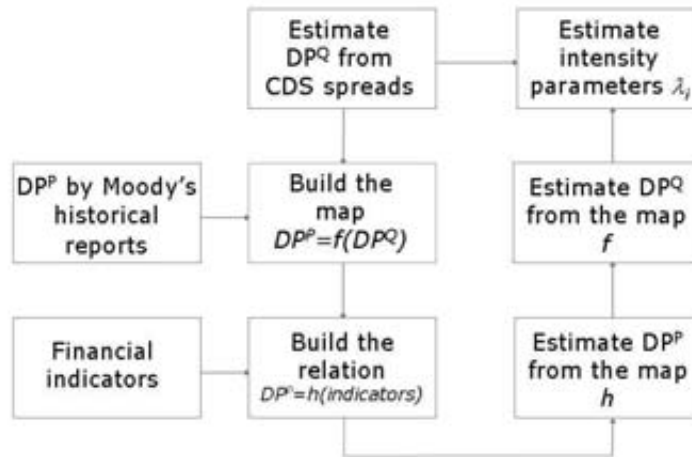 Estimate
DPQ from
CDS spreads
Estimate
intensity
parameters λi
DPP by Moody's
historical
reports
Build the
map
DPP=f(DPQ)
Estimate DPQ
from the map
f
Financial
indicators
Build the
relation
DPP=h(indicators)
Estimate DPP
from the map
h